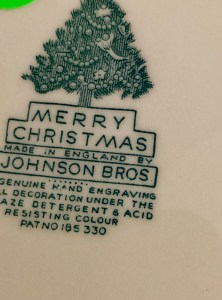 MERRY
CHRISTMAS
MADE IN ENGLAND BY
JOHNSON BROS
GENUINE HAND ENGRAVING
L DECORATION UNDER THE
AZE DETERGENT & ACID
RESISTING COLOUR
PAT NO 185 330